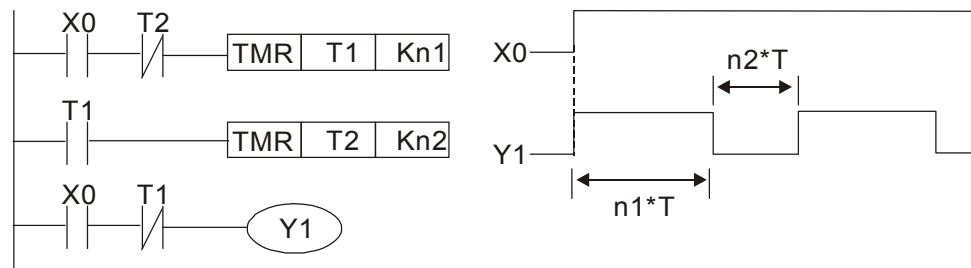 X0 T2
TMR T1 Kn1
T1
TMR T2 Kn2
X0 T1
Y1
X0
n2*T
Y1
n1*T